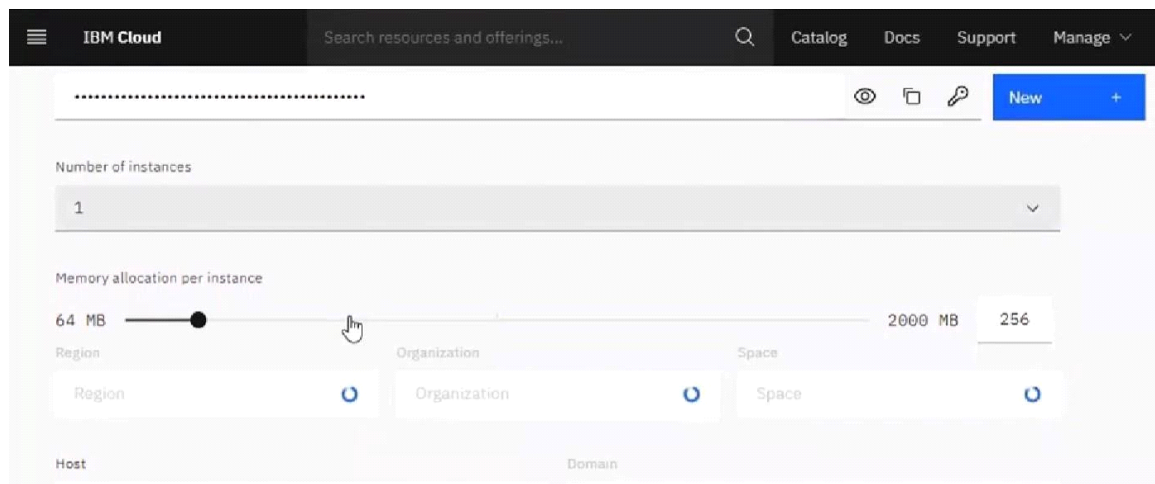 IBM Cloud Search resources and offerings... Catalog Docs Support Manage
•••••••••••••••••••••••••••••••••••••••••••• New +
Number of instances
1
Memory allocation per instance
64 MB 2000 MB 256
Region Organization Space
Region Organization Space
Host Domain